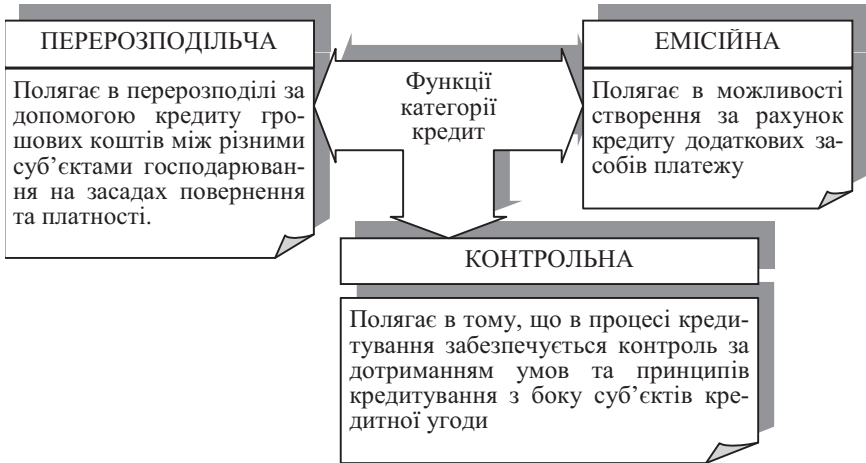 ПЕРЕРОЗПОДІЛЬЧА
Полягає в перерозподілі за
допомогою кредиту гро-
шових коштів між різними
суб’єктами господарюван-
ня на засадах повернення
та платності.
Функції
категорії
кредит
ЕМІСІЙНА
Полягає в можливості
створення за рахунок
кредиту додаткових за-
собів платежу
КОНТРОЛЬНА
Полягає в тому, що в процесі креди-
тування забезпечується контроль за
дотриманням умов та принципів
кредитування з боку суб’єктів кре-
дитної угоди